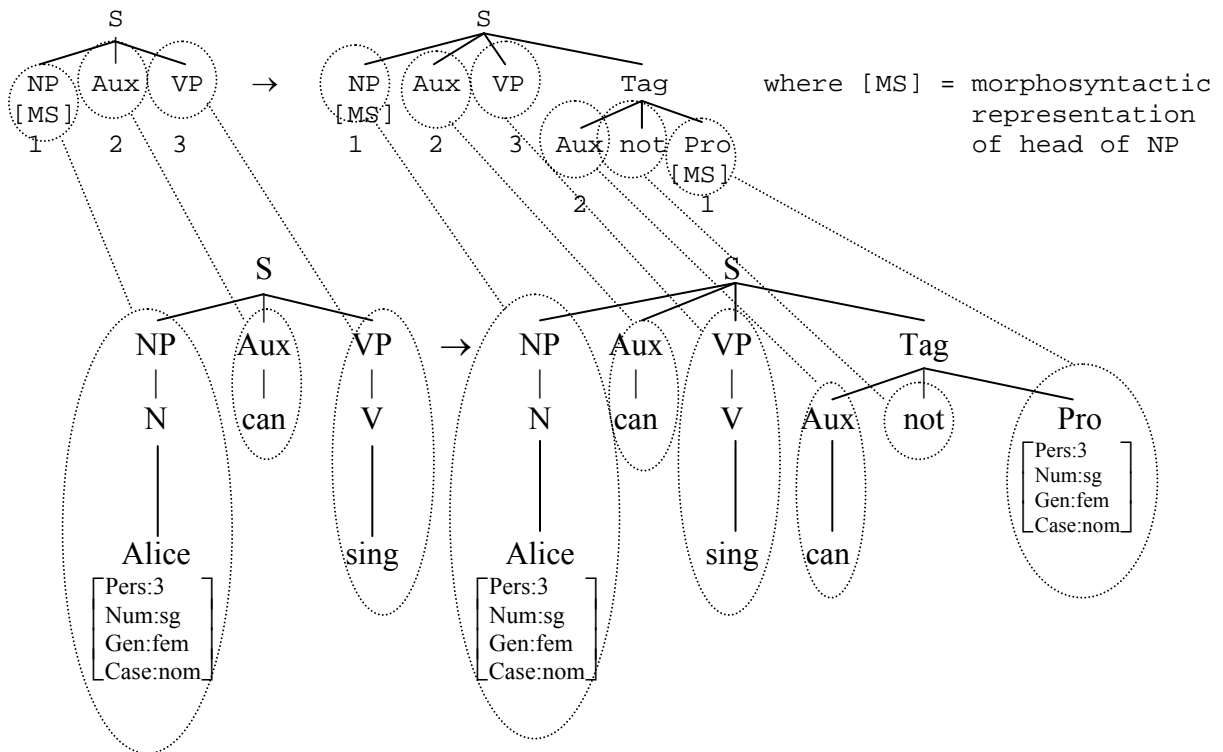 S S
NP Aux VP → NP Aux VP Tag where [MS] = morphosyntactic
[MS] [MS] representation
1 2 3 1 2 3 Aux not Pro of head of NP
[MS]
2 1
S S
NP Aux VP → NP Aux VP Tag
N can V N can V Aux not Pro
Pers:3
Num:sg
Gen:fem
Case:nom
Alice sing Alice sing can
Pers:3 Pers:3
Num:sg Num:sg
Gen:fem Gen:fem
Case:nom Case:nom